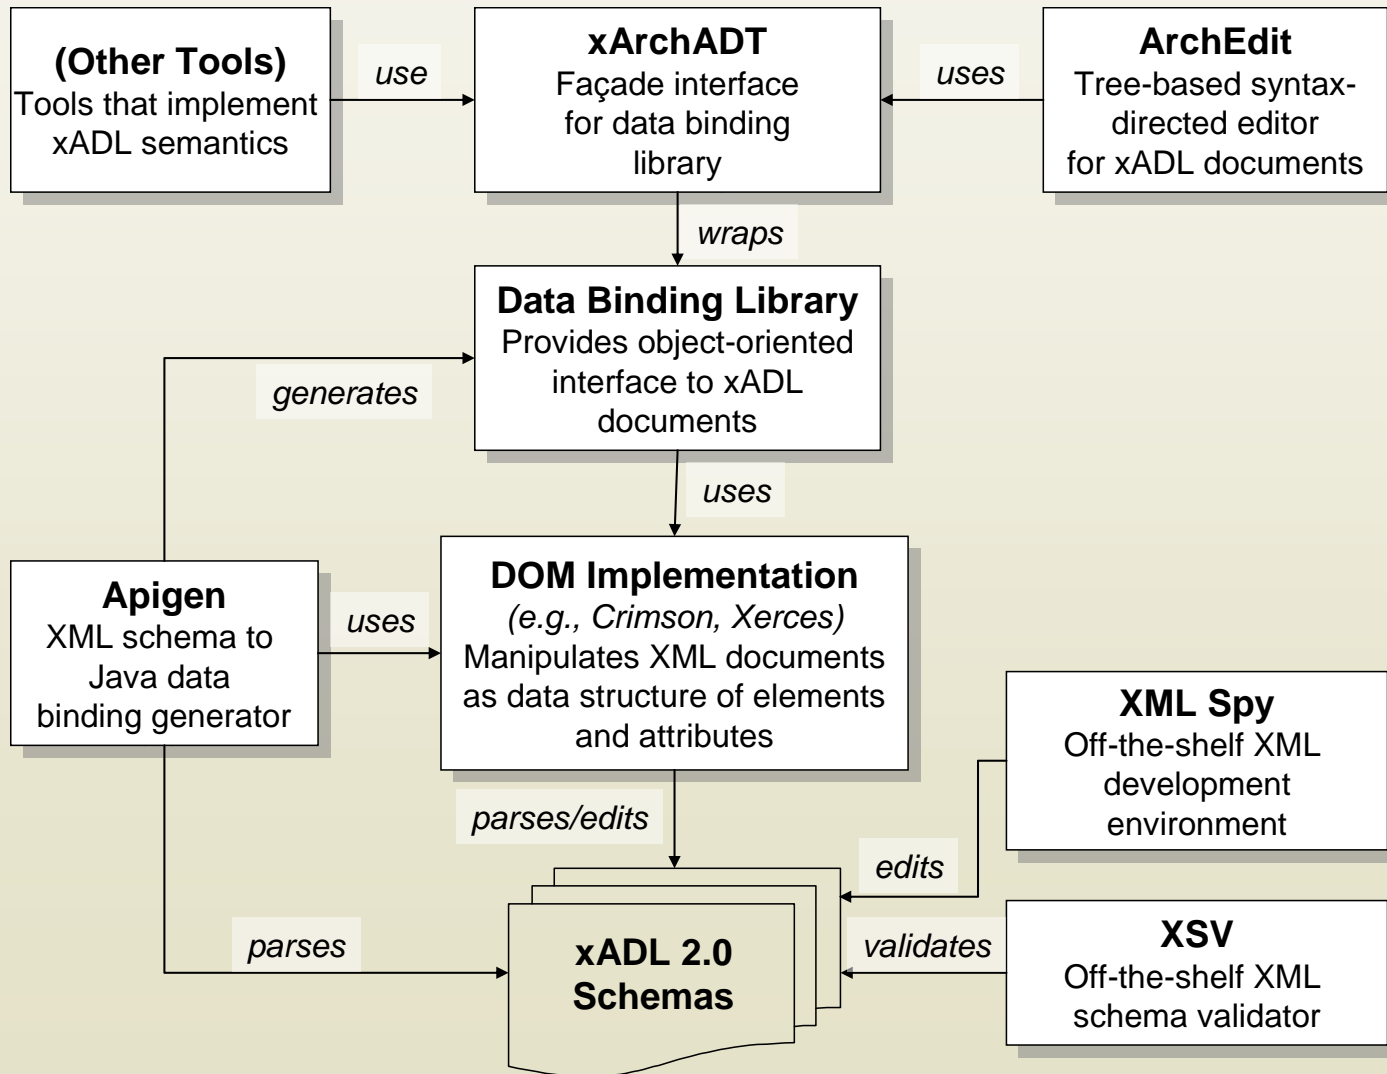 (Other Tools)
Tools that implement
xADL semantics
use
xArchADT
Façade interface
for data binding
library
uses
ArchEdit
Tree-based syntax-
directed editor
for xADL documents
wraps
Data Binding Library
Provides object-oriented
interface to xADL
documents
generates
uses
Apigen
XML schema to
Java data
binding generator
uses
DOM Implementation
(e.g., Crimson, Xerces)
Manipulates XML documents
as data structure of elements
and attributes
XML Spy
Off-the-shelf XML
development
environment
parses/edits
edits
parses
xADL 2.0
Schemas
validates
XSV
Off-the-shelf XML
schema validator